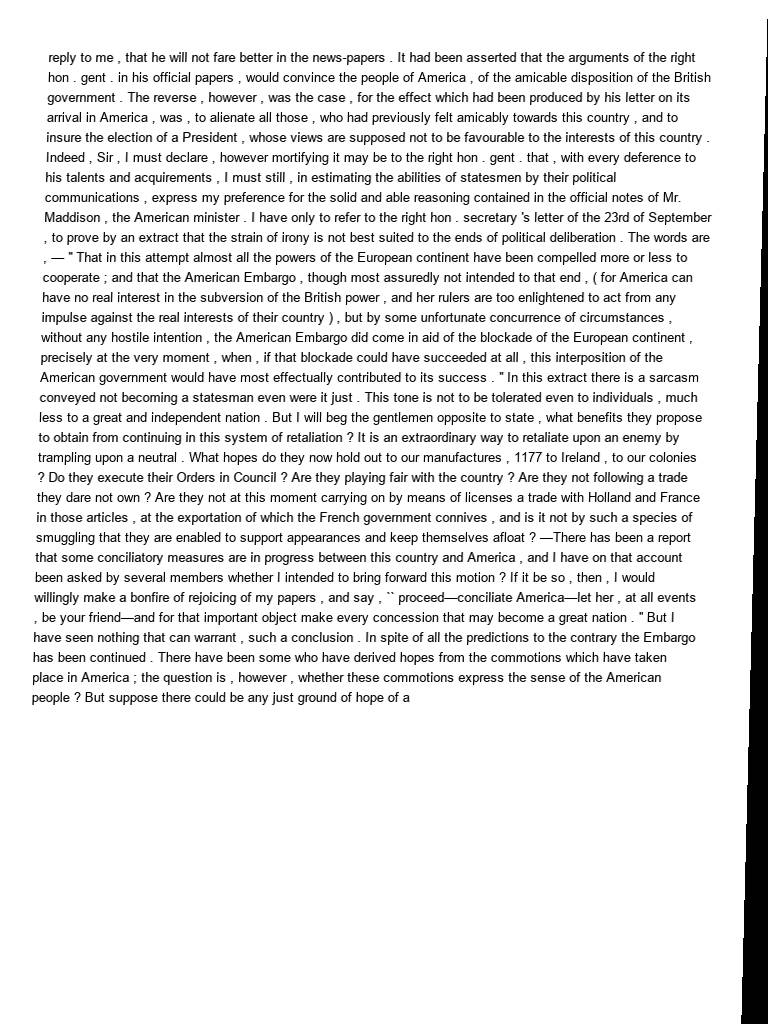 reply to me , that he will not fare better in the news-papers . It had been asserted that the arguments of the right
hon . gent . in his official papers , would convince the people of America , of the amicable disposition of the British
government . The reverse , however , was the case , for the effect which had been produced by his letter on its
arrival in America , was , to alienate all those , who had previously felt amicably towards this country , and to
insure the election of a President , whose views are supposed not to be favourable to the interests of this country .
Indeed , Sir , I must declare , however mortifying it may be to the right hon . gent . that , with every deference to
his talents and acquirements , I must still , in estimating the abilities of statesmen by their political
communications , express my preference for the solid and able reasoning contained in the official notes of Mr.
Maddison , the American minister . I have only to refer to the right hon . secretary 's letter of the 23rd of September
, to prove by an extract that the strain of irony is not best suited to the ends of political deliberation . The words are
, — " That in this attempt almost all the powers of the European continent have been compelled more or less to
cooperate ; and that the American Embargo , though most assuredly not intended to that end , ( for America can
have no real interest in the subversion of the British power , and her rulers are too enlightened to act from any
impulse against the real interests of their country ) , but by some unfortunate concurrence of circumstances ,
without any hostile intention , the American Embargo did come in aid of the blockade of the European continent ,
precisely at the very moment , when , if that blockade could have succeeded at all , this interposition of the
American government would have most effectually contributed to its success . " In this extract there is a sarcasm
conveyed not becoming a statesman even were it just . This tone is not to be tolerated even to individuals , much
less to a great and independent nation . But I will beg the gentlemen opposite to state , what benefits they propose
to obtain from continuing in this system of retaliation ? It is an extraordinary way to retaliate upon an enemy by
trampling upon a neutral . What hopes do they now hold out to our manufactures , 1177 to Ireland , to our colonies
? Do they execute their Orders in Council ? Are they playing fair with the country ? Are they not following a trade
they dare not own ? Are they not at this moment carrying on by means of licenses a trade with Holland and France
in those articles , at the exportation of which the French government connives , and is it not by such a species of
smuggling that they are enabled to support appearances and keep themselves afloat ? —There has been a report
that some conciliatory measures are in progress between this country and America , and I have on that account
been asked by several members whether I intended to bring forward this motion ? If it be so , then , I would
willingly make a bonfire of rejoicing of my papers , and say , `` proceed—conciliate America—let her , at all events
, be your friend—and for that important object make every concession that may become a great nation . " But I
have seen nothing that can warrant , such a conclusion . In spite of all the predictions to the contrary the Embargo
has been continued . There have been some who have derived hopes from the commotions which have taken
place in America ; the question is , however , whether these commotions express the sense of the American
people ? But suppose there could be any just ground of hope of a